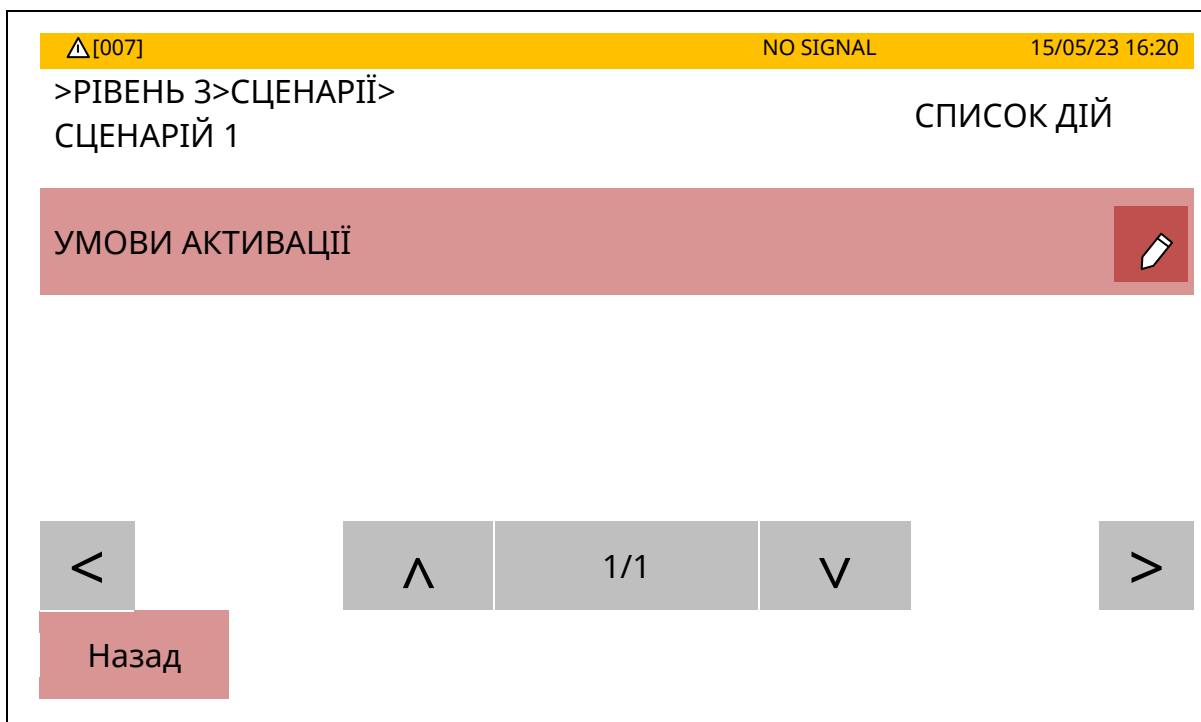 ⚠[007] NO SIGNAL 15/05/23 16:20
>РІВЕНЬ 3>СЦЕНАРІЇ>
СЦЕНАРІЙ 1
СПИСОК ДІЙ
УМОВИ АКТИВАЦІЇ
< ˄ 1/1 ˅ >
Назад